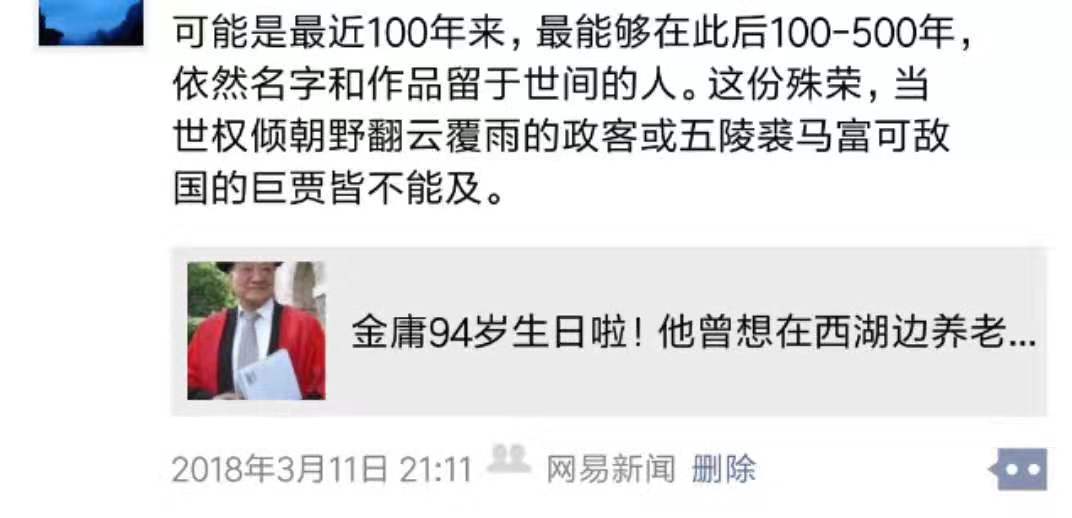 可能是最近100年来，最能够在此后100-500年，
依然名字和作品留于世间的人。这份殊荣，当
世权倾朝野翻云覆雨的政客或五陵裘马富可敌
国的巨贾皆不能及。
金庸94岁生日啦！他曾想在西湖边养老...
2018年3月11日 21:11 网易新闻 删除